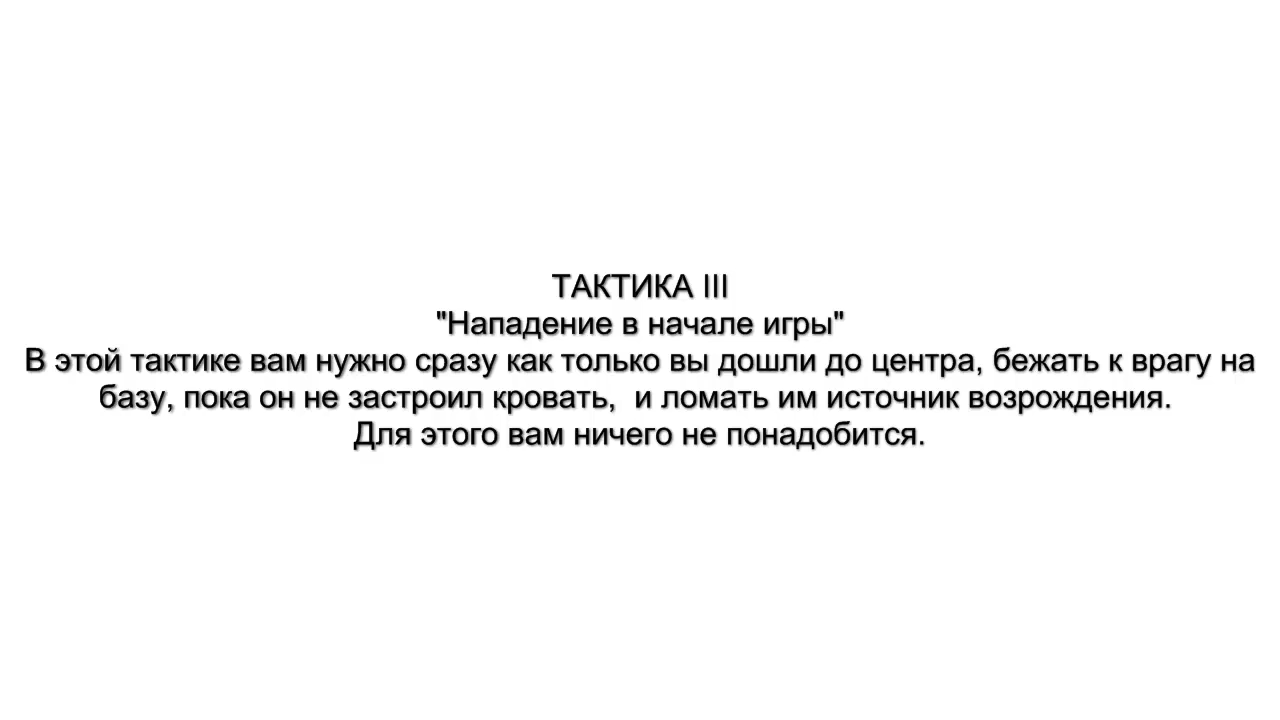 ТАКТИКА III
"Нападение в начале игры"
В этой тактике вам нужно сразу как только вы дошли до центра, бежать к врагу на
базу, пока он не застроил кровать,  и ломать им источник возрождения.
Для этого вам ничего не понадобится.